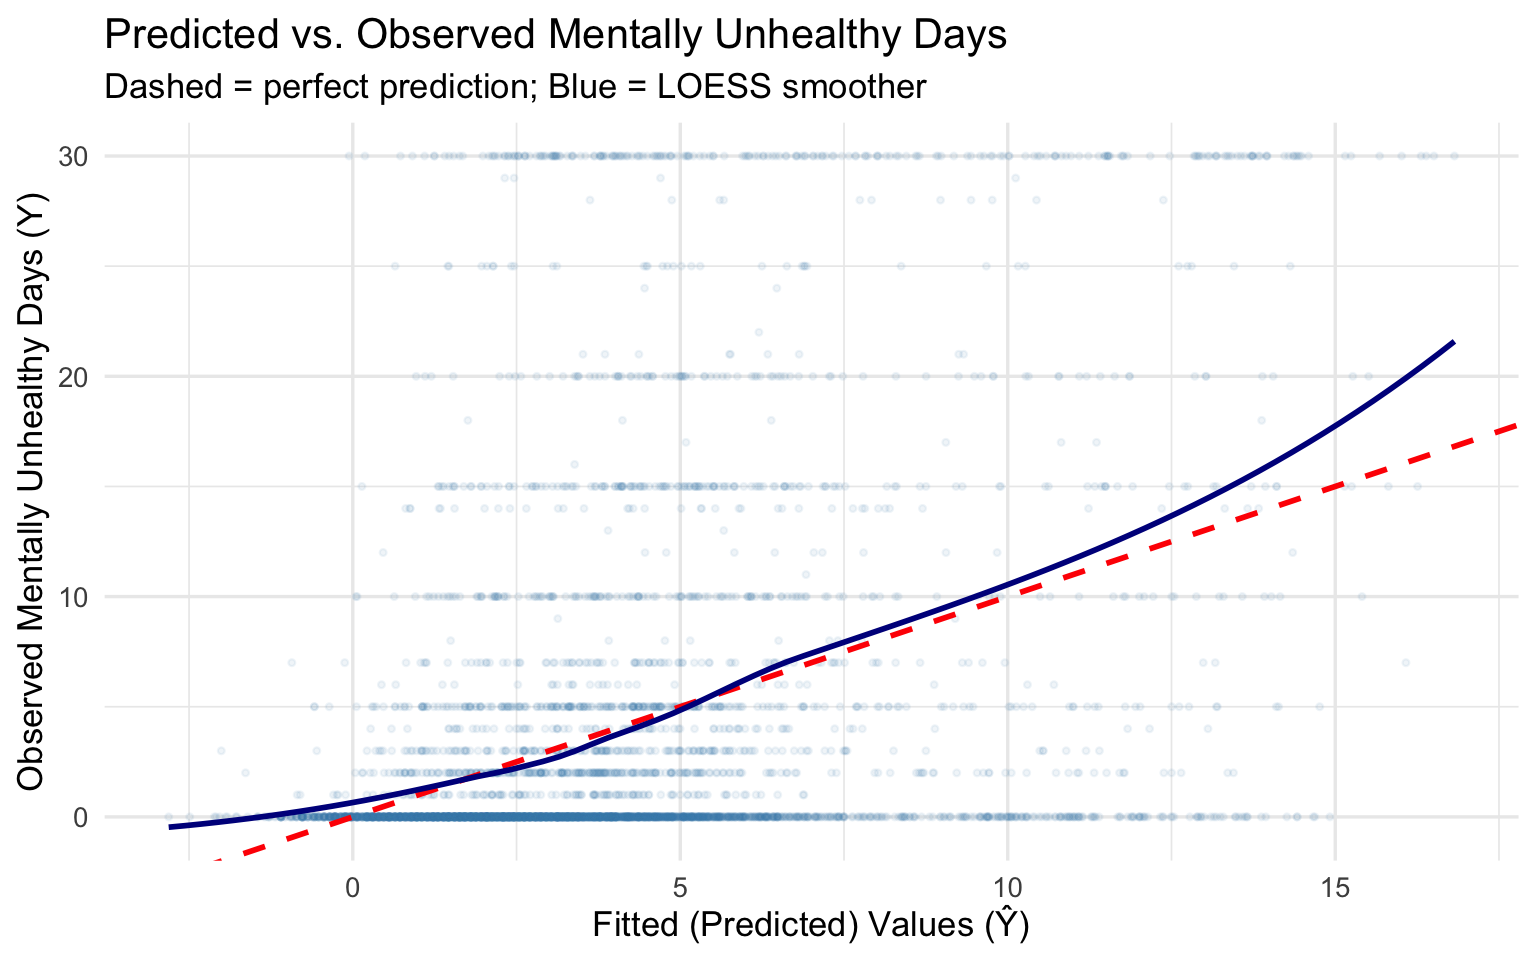 Predicted vs. Observed Mentally Unhealthy Days
Dashed = perfect prediction; Blue = LOESS smoother
Observed Mentally Unhealthy Days (Y)
30
20
10
0
0 5 10 15
Fitted (Predicted) Values (Ŷ)